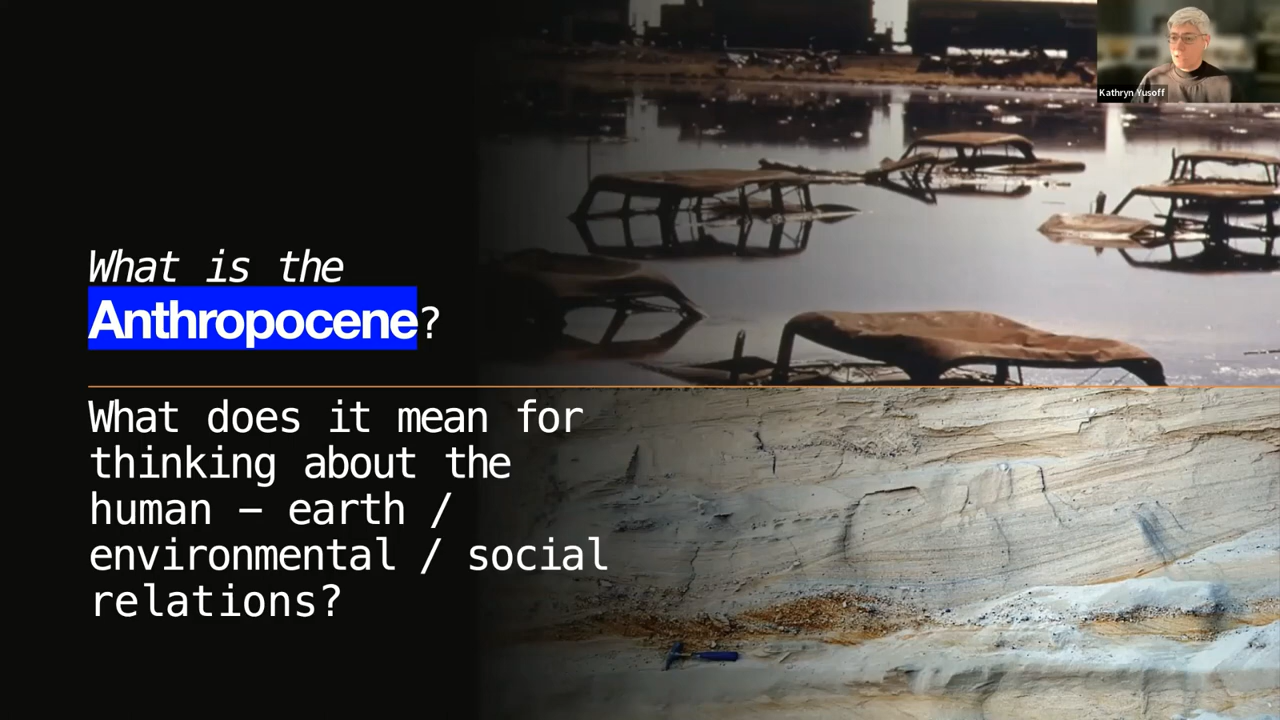 Kathryn Yusoff
What is the
Anthropocene?
What does it mean for
thinking about the
human – earth /
environmental / social
relations?